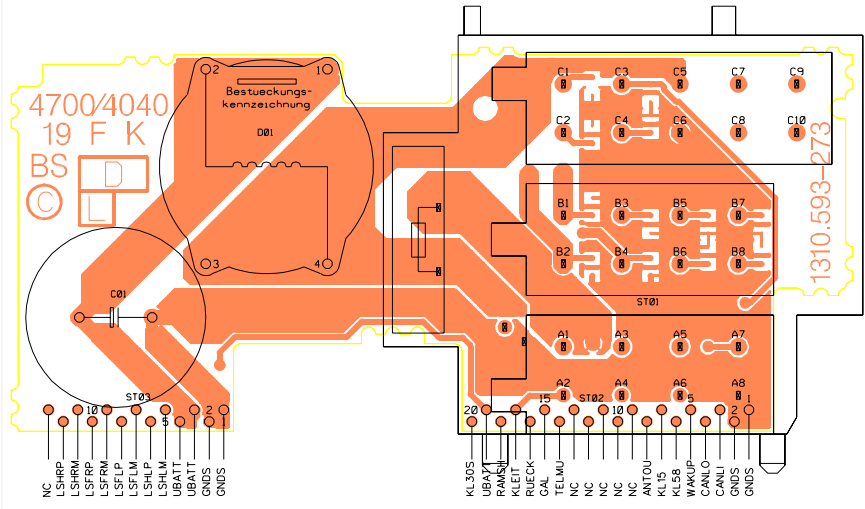 4700/4040
19 F K
BS D
© L
2
1
Bestueckungs-
kennzeichnung
D01
3
4
C01
C1 C3 C5 C7 C9
C2 C4 C6 C8 C10
B1 B3 B5 B7
B2 B4 B6 B8
ST01
A1 A3 A5 A7
A2 A4 A6 A8
1310.593-273
ST03
10 5 2 1
NC LSHRP LSHRM LSFRP LSFRM LSFLP LSFLM LSHLP LSHLM UBATT UBATT GNDS GNDS
ST02
20 15 10 5 2 1
KL30S UBATT RAMSH KLEIT RUECK GAL TELMU NC NC NC NC NC ANTOU KL15 KL58 WAKUP CANLO CANLI GNDS GNDS